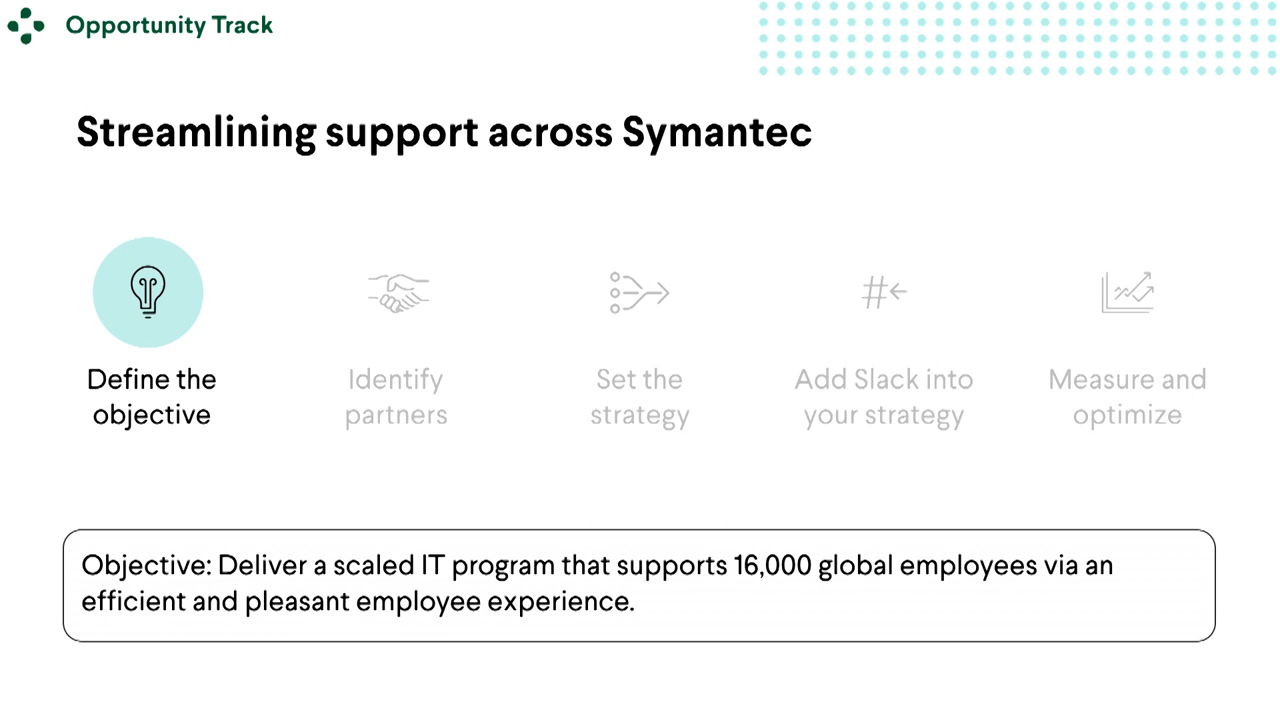 Opportunity Track
Streamlining support across Symantec
Define the
objective
Identify
partners
Set the
strategy
Add Slack into
your strategy
Measure and
optimize
Objective: Deliver a scaled IT program that supports 16,000 global employees via an
efficient and pleasant employee experience.